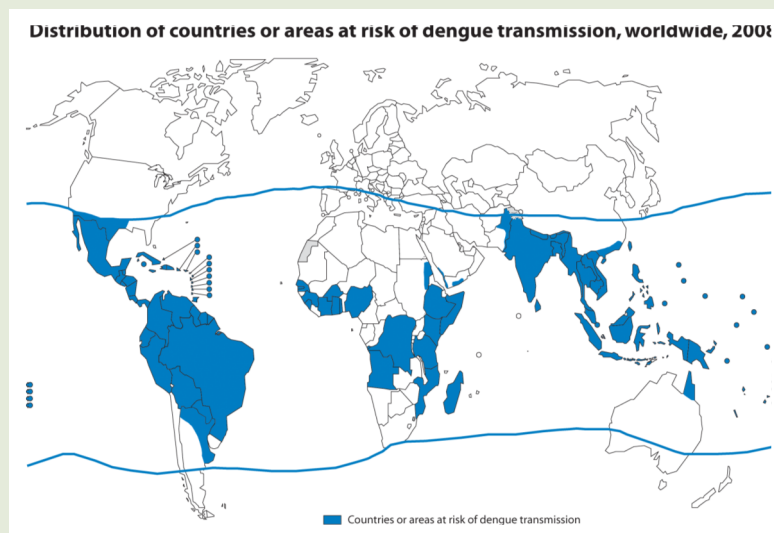 Distribution of countries or areas at risk of dengue transmission, worldwide, 2008
Countries or areas at risk of dengue transmission